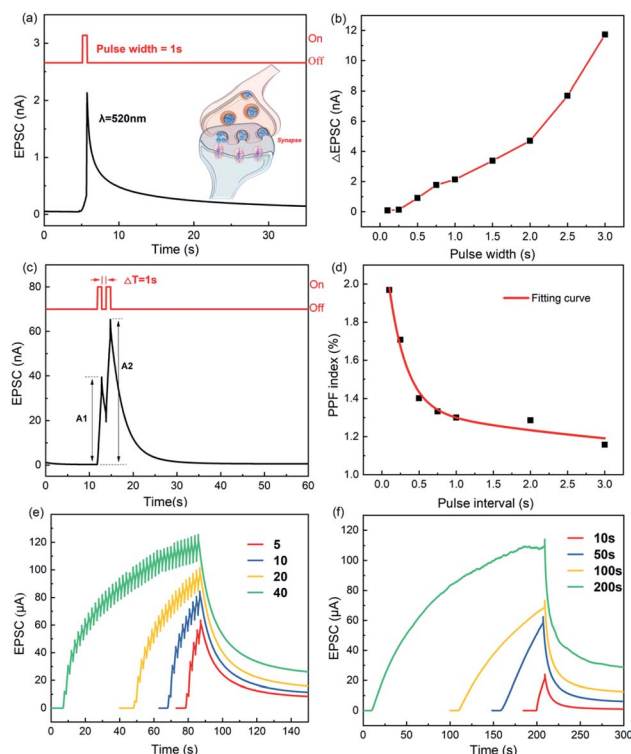 (a)
3
2
1
0
EPSC (nA)
On
Off
Pulse width = 1s
λ=520nm
Synapse
0 10 20 30
Time (s)
(b)
12
10
8
6
4
2
0
△EPSC (nA)
0.0 0.5 1.0 1.5 2.0 2.5 3.0
Pulse width (s)
(c)
80
60
40
20
0
EPSC (nA)
△T=1s
On
Off
A1
A2
0 10 20 30 40 50 60
Time(s)
(d)
2.0
1.8
1.6
1.4
1.2
1.0
PPF index (%)
Fitting curve
0.0 0.5 1.0 1.5 2.0 2.5 3.0
Pulse interval (s)
(e)
120
100
80
60
40
20
0
EPSC (μA)
5
10
20
40
0 20 40 60 80 100 120 140
Time (s)
(f)
120
100
80
60
40
20
0
EPSC (μA)
10s
50s
100s
200s
0 50 100 150 200 250 300
Time (s)